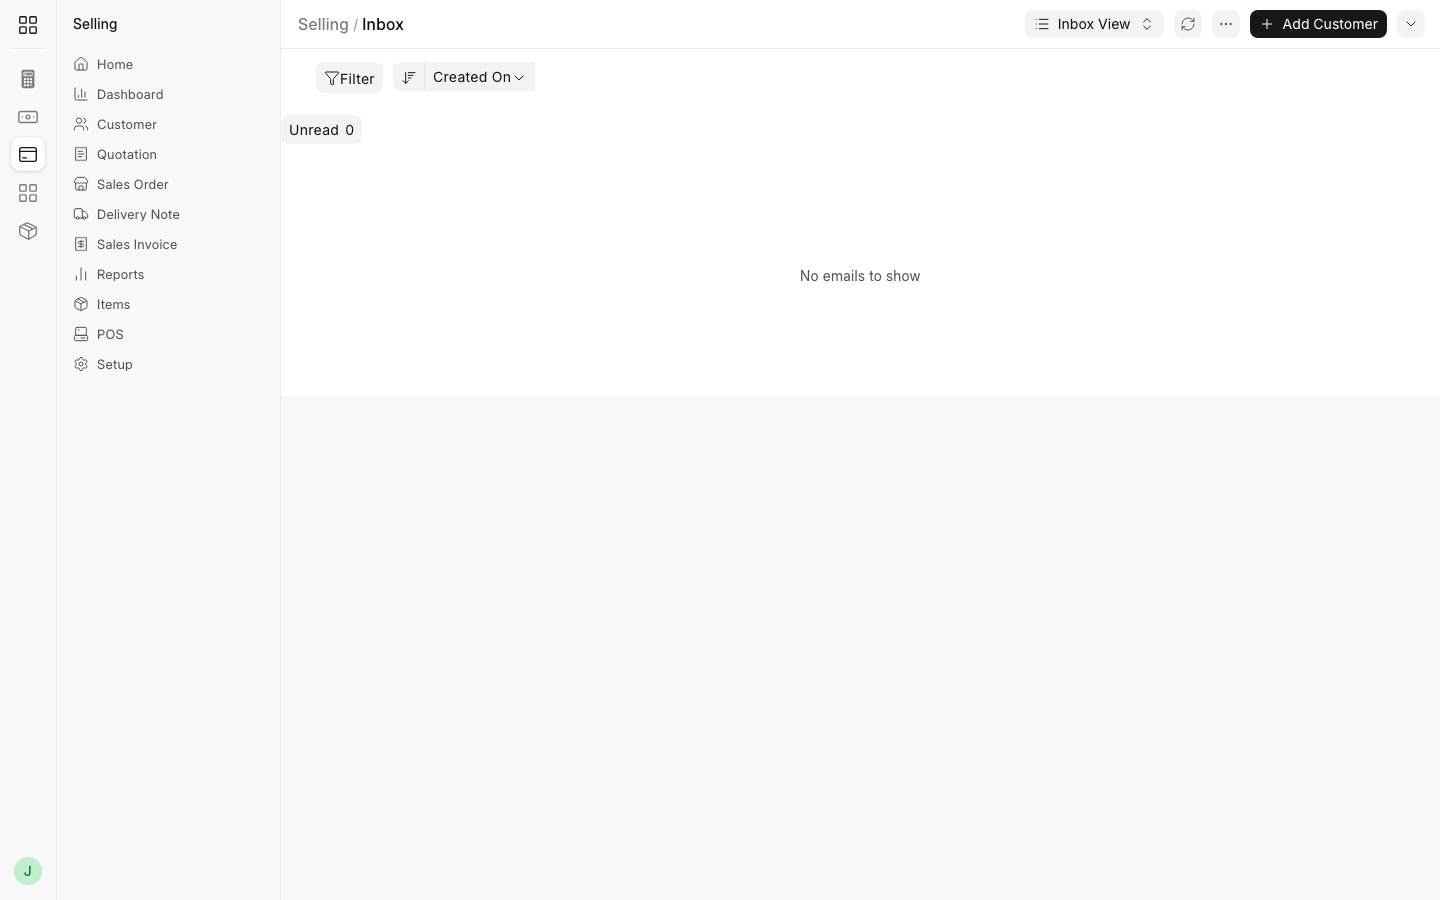 Selling
Home
Dashboard
Customer
Quotation
Sales Order
Delivery Note
Sales Invoice
Reports
Items
POS
Setup
J
Selling / Inbox
Inbox View
Add Customer
Filter
Created On
Unread 0
No emails to show